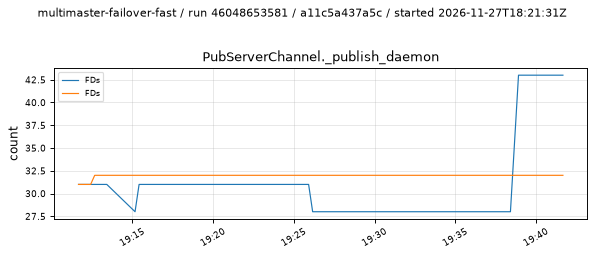 multimaster-failover-fast / run 46048653581 / a11c5a437a5c / started 2026-11-27T18:21:31Z
PubServerChannel._publish_daemon
FDs
FDs
count
42.5
40.0
37.5
35.0
32.5
30.0
27.5
19:15
19:20
19:25
19:30
19:35
19:40